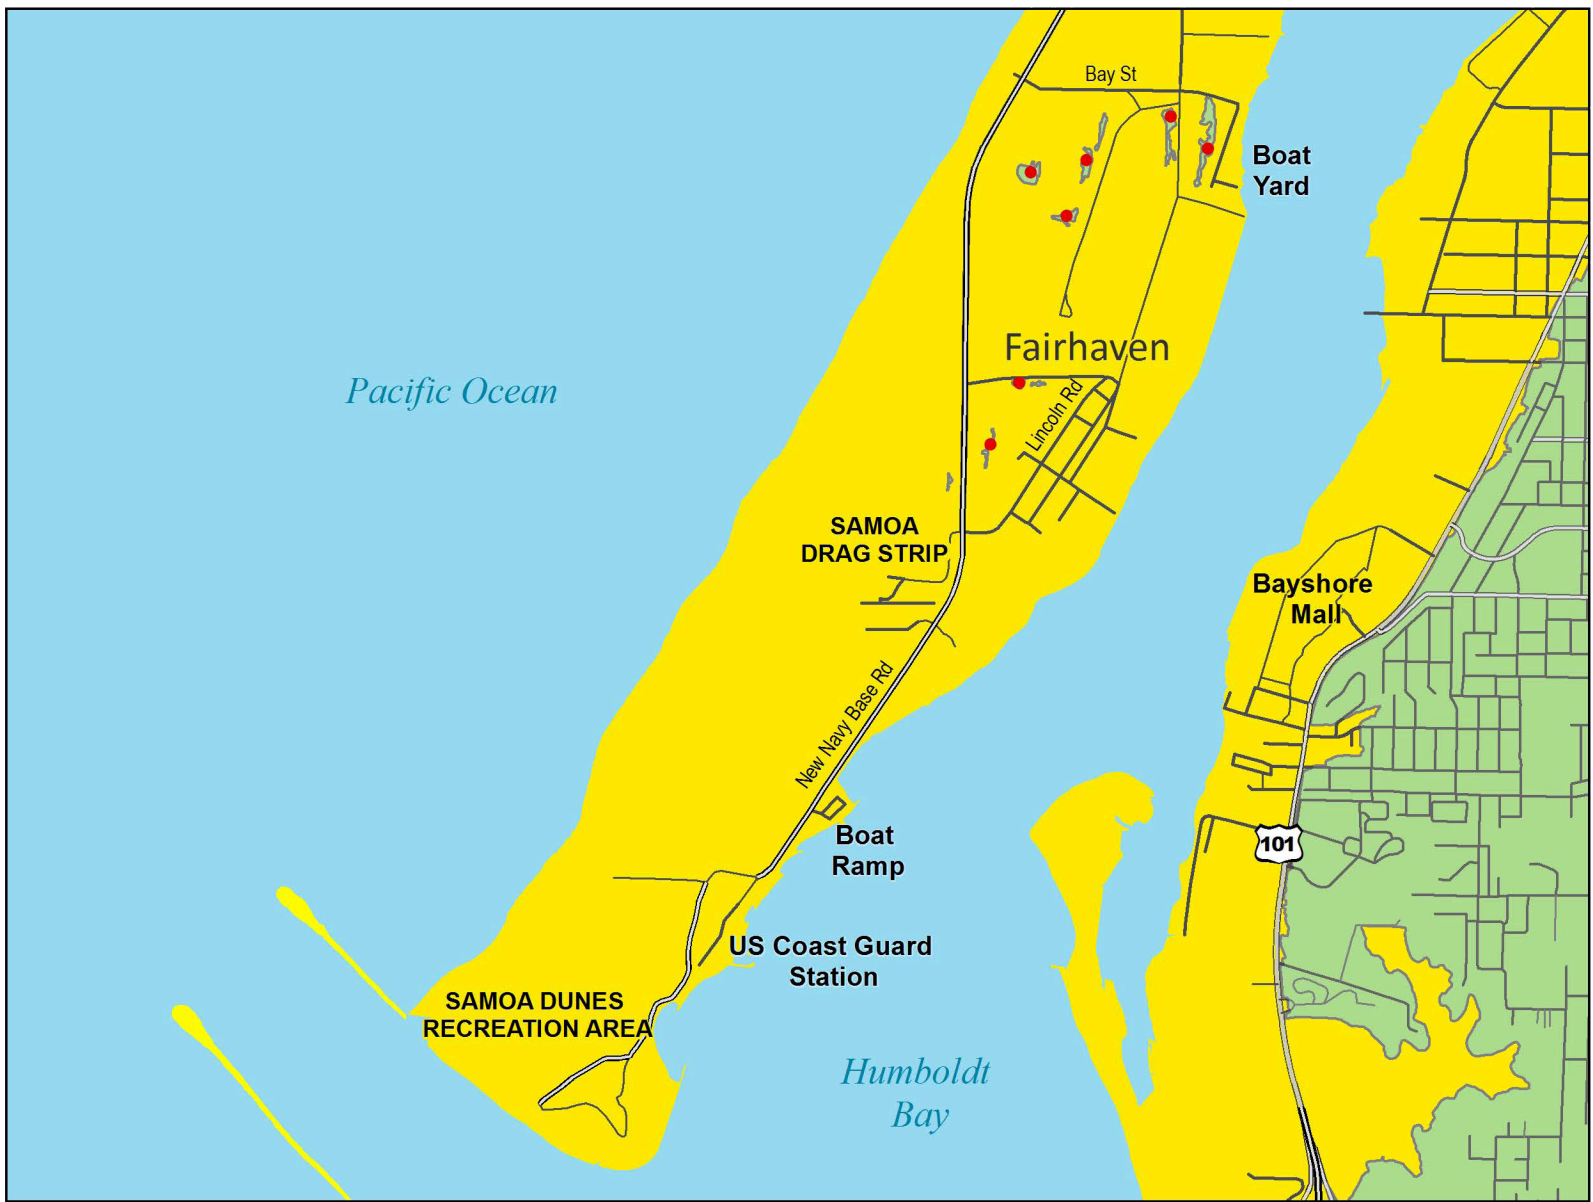 Bay St
Boat
Yard
Fairhaven
Pacific Ocean
Lincoln Rd
SAMOA
DRAG STRIP
Bayshore
Mall
New Navy Base Rd
Boat
Ramp
101
US Coast Guard
Station
SAMOA DUNES
RECREATION AREA
Humboldt
Bay